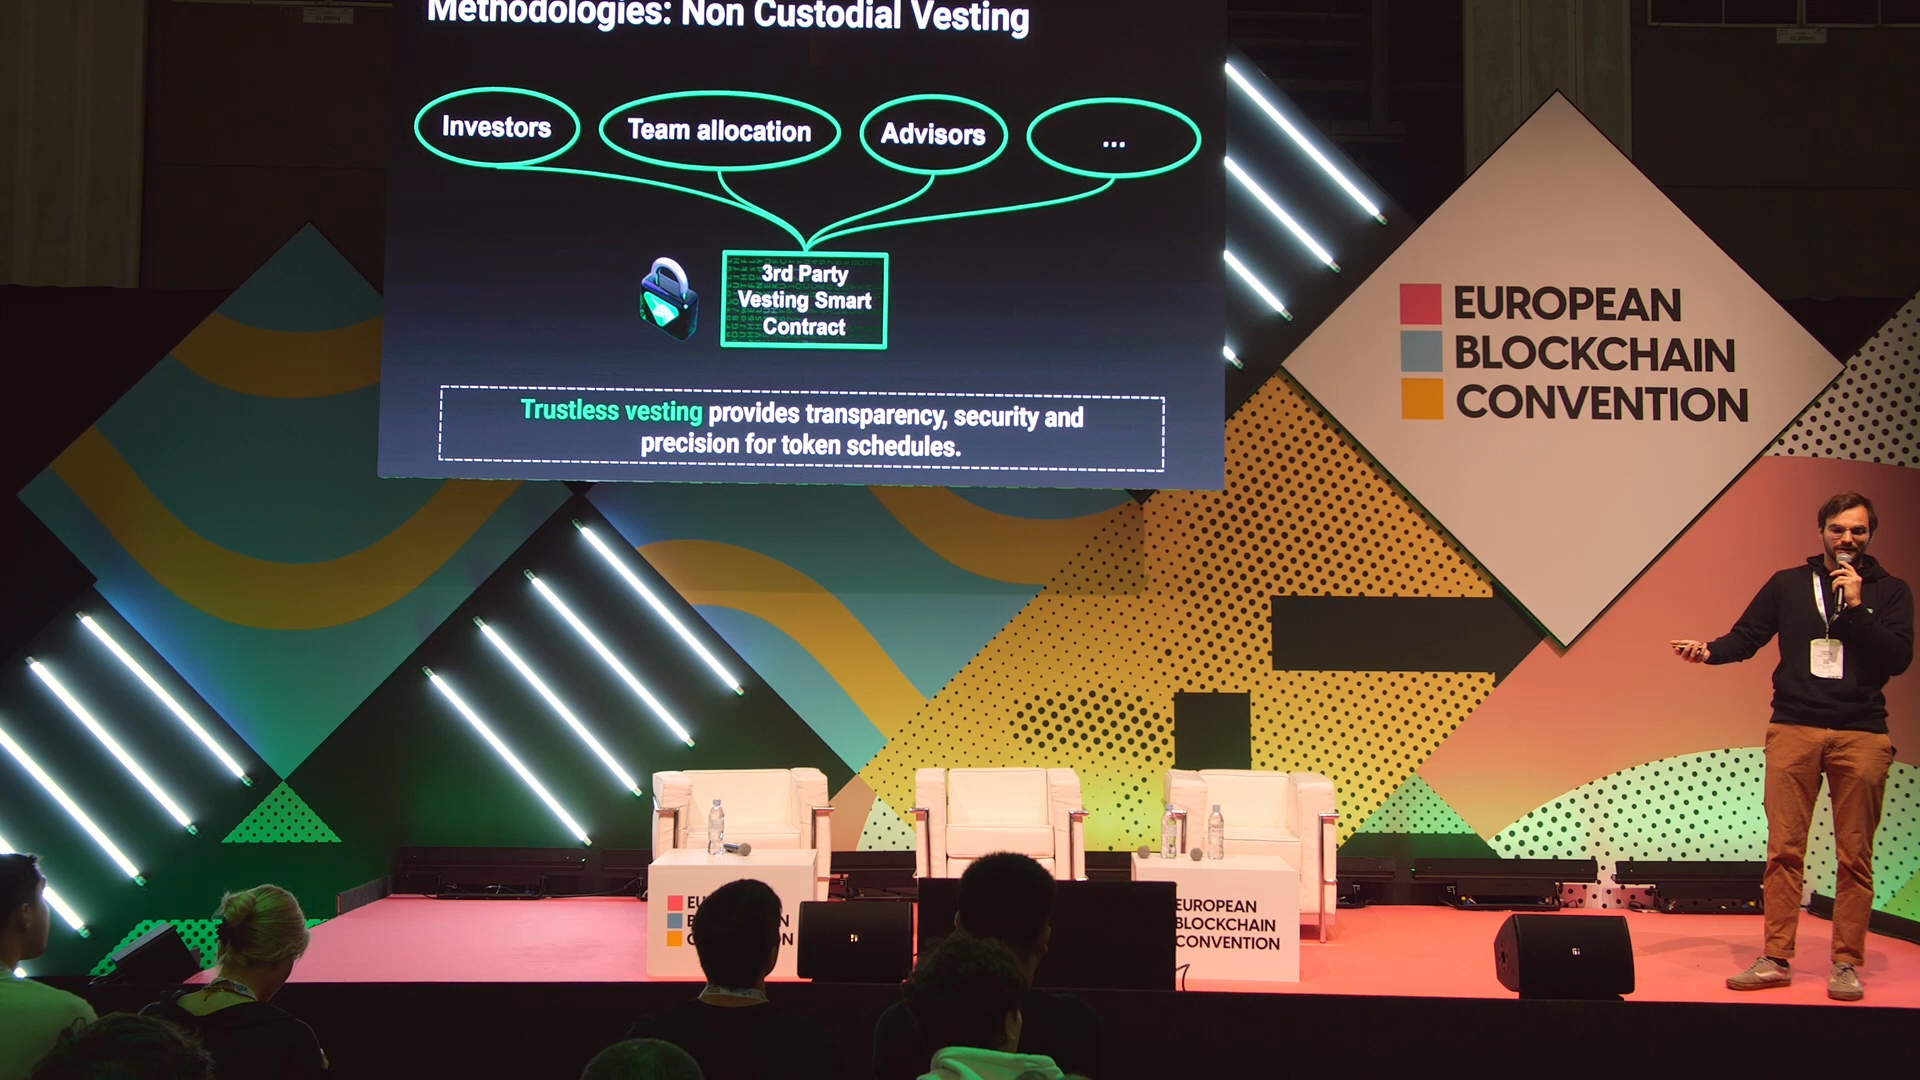 Methodologies: Non Custodial Vesting
Investors
Team allocation
Advisors
...
3rd Party
Vesting Smart
Contract
Trustless vesting provides transparency, security and
precision for token schedules.
EUROPEAN
BLOCKCHAIN
CONVENTION
EUROPEAN
BLOCKCHAIN
CONVENTION